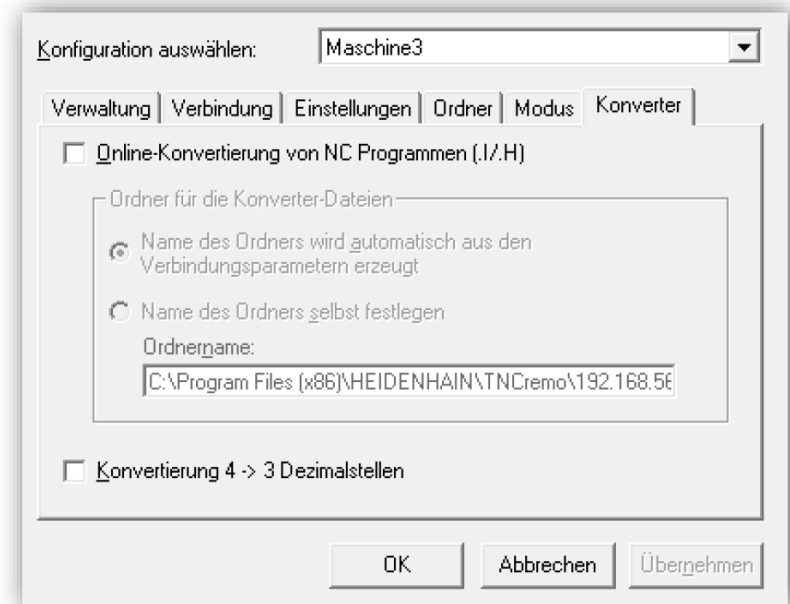 Konfiguration auswählen:
Maschine3
Verwaltung
Verbindung
Einstellungen
Ordner
Modus
Konverter
Online-Konvertierung von NC Programmen (.I/.H)
Ordner für die Konverter-Dateien
Name des Ordners wird automatisch aus den
Verbindungsparametern erzeugt
Name des Ordners selbst festlegen
Ordnername:
C:\Program Files (x86)\HEIDENHAIN\TNCremo\192.168.56
Konvertierung 4 -> 3 Dezimalstellen
OK
Abbrechen
Übernehmen